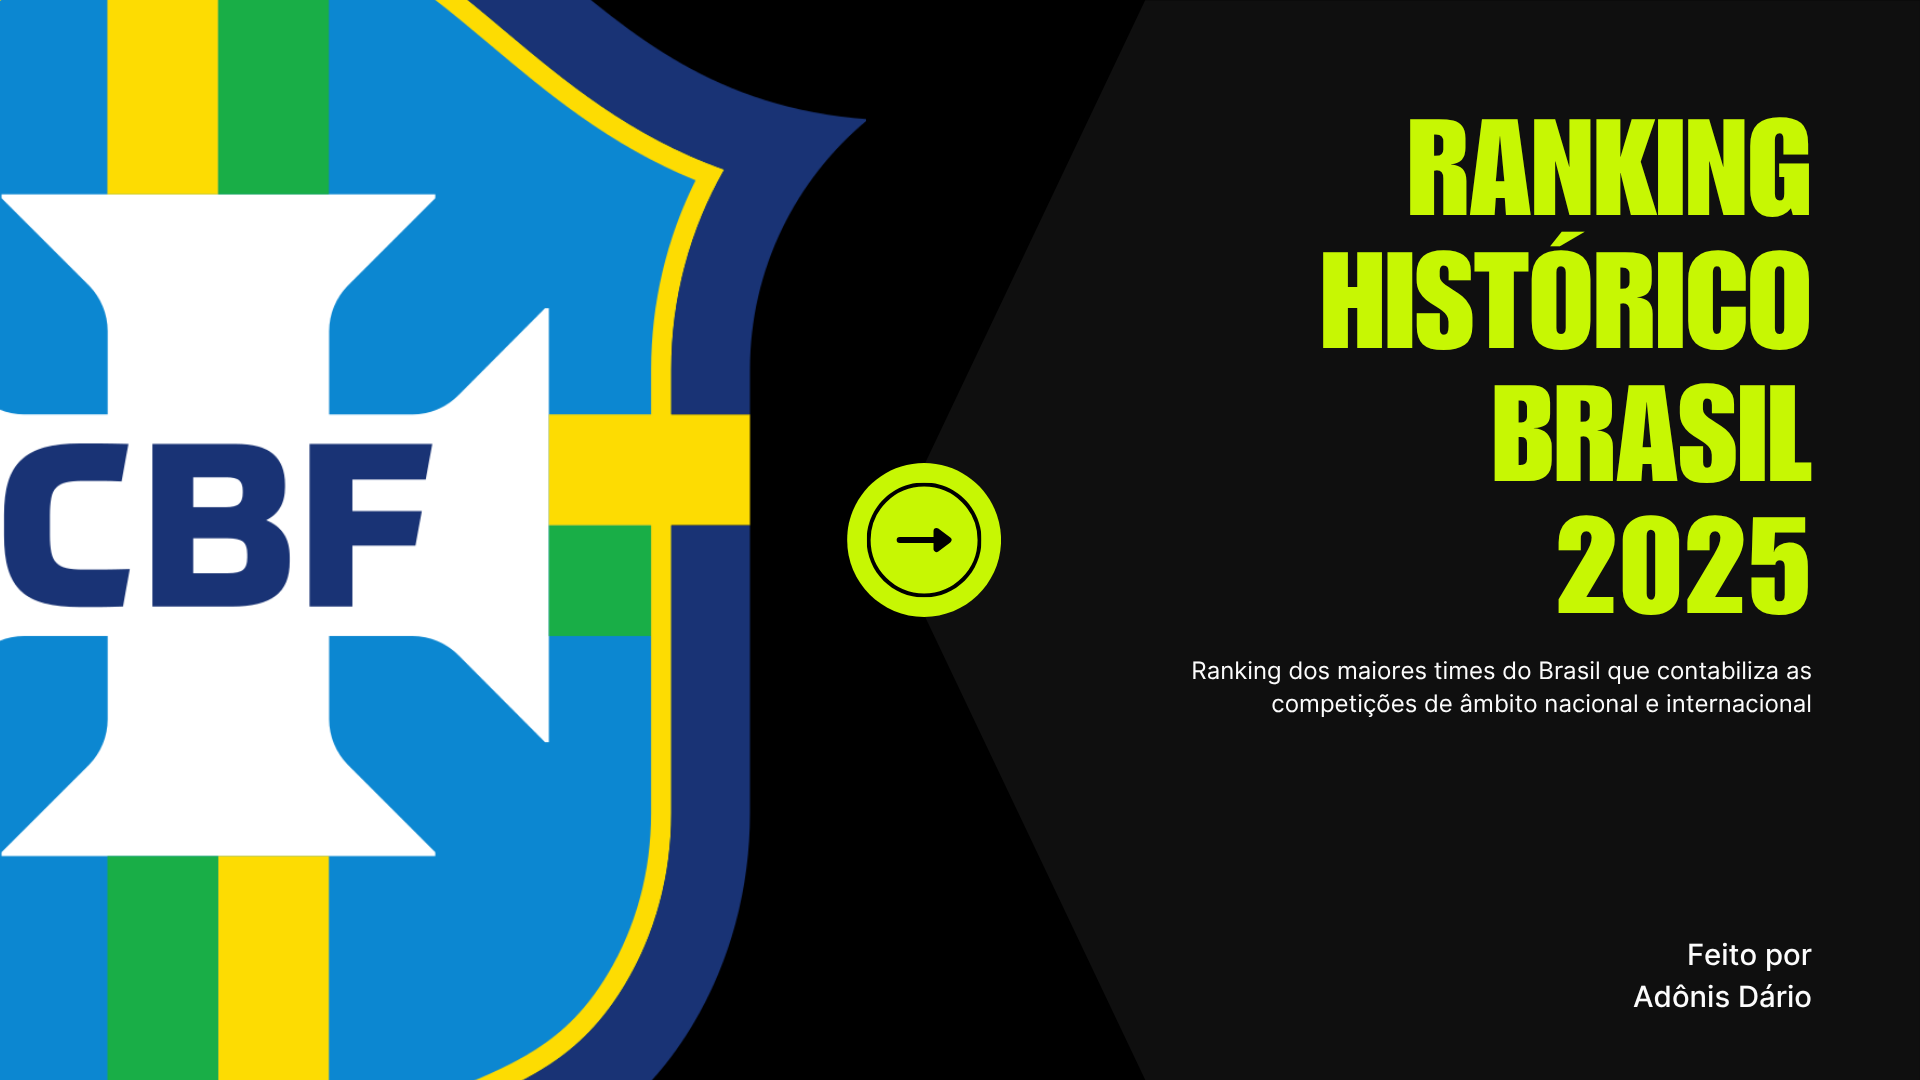 CBF
RANKING
HISTÓRICO
BRASIL
2025
Ranking dos maiores times do Brasil que contabiliza as
competições de âmbito nacional e internacional
Feito por
Adônis Dário